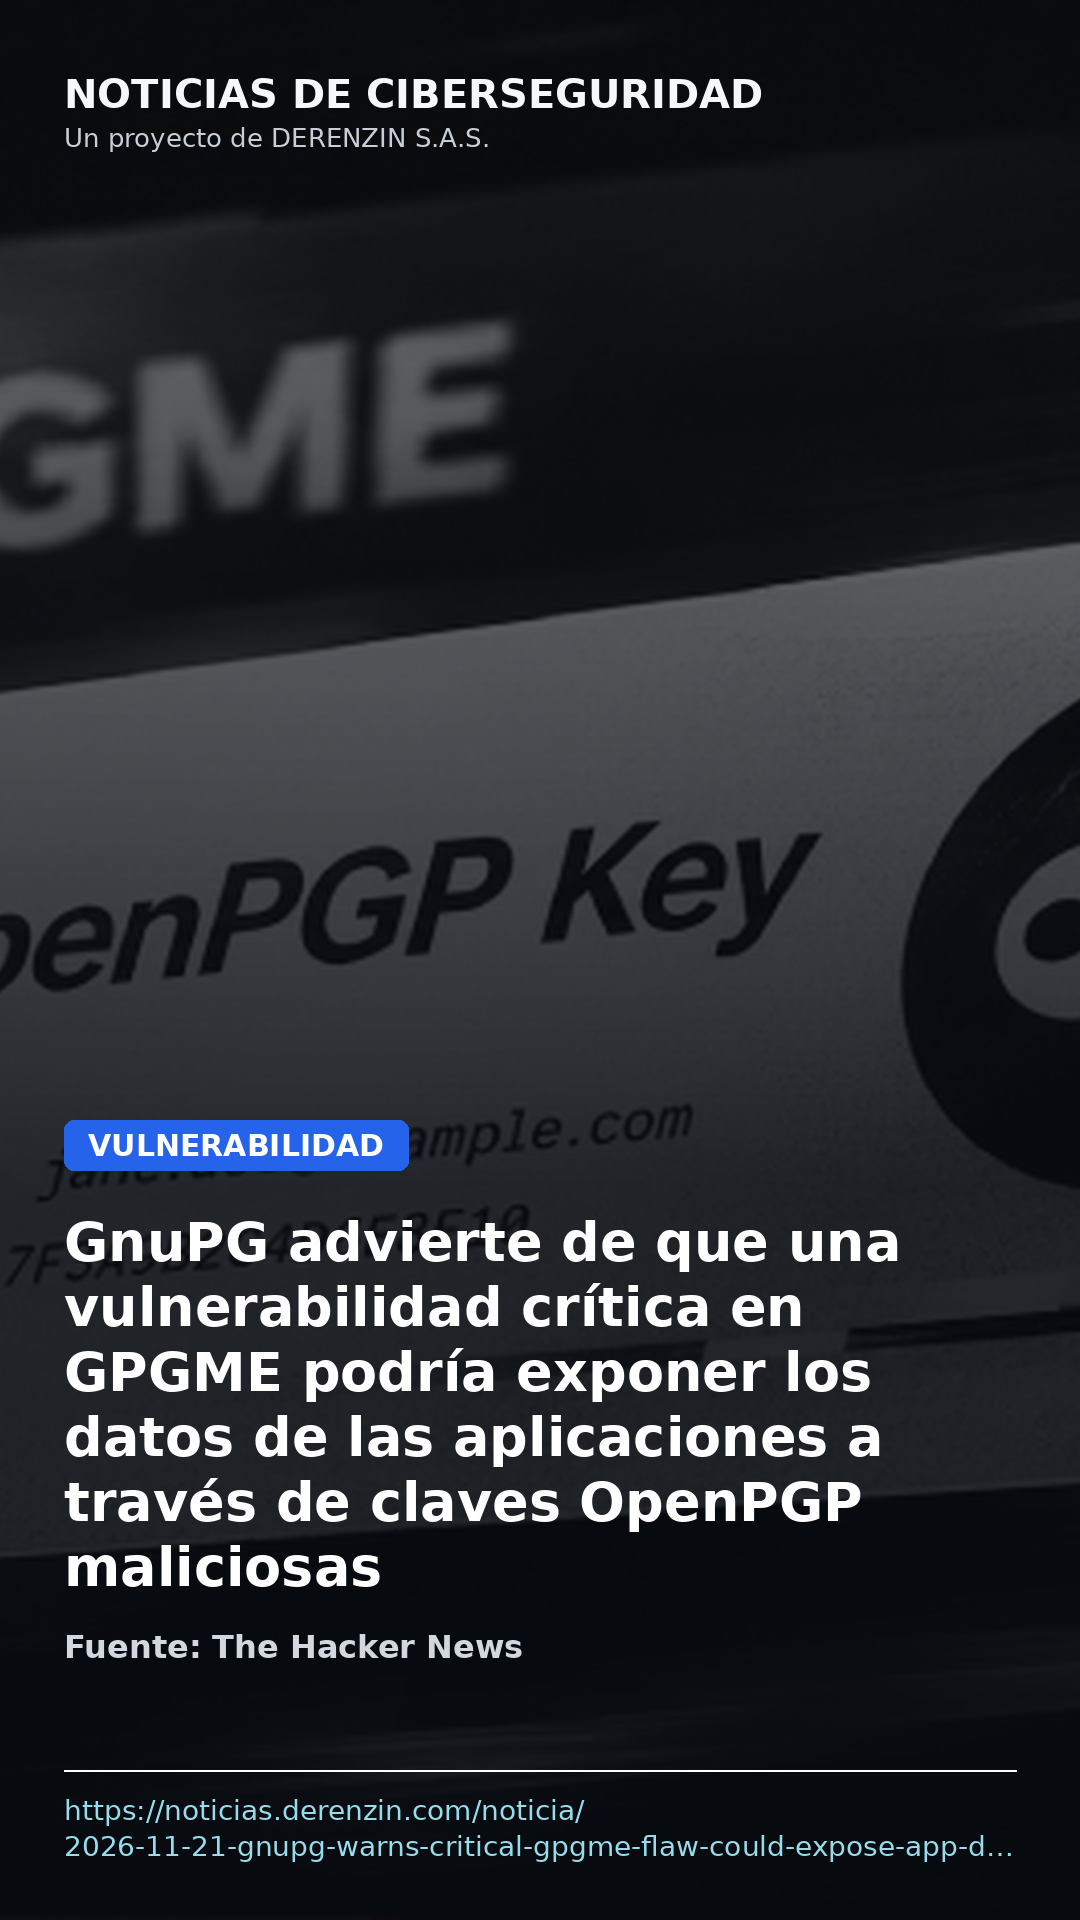 NOTICIAS DE CIBERSEGURIDAD
Un proyecto de DERENZIN S.A.S.
GME
penPGP Key
VULNERABILIDAD
ample.com
GnuPG advierte de que una
vulnerabilidad crítica en
GPGME podría exponer los
datos de las aplicaciones a
través de claves OpenPGP
maliciosas
Fuente: The Hacker News
https://noticias.derenzin.com/noticia/
2026-11-21-gnupg-warns-critical-gpgme-flaw-could-expose-app-d...